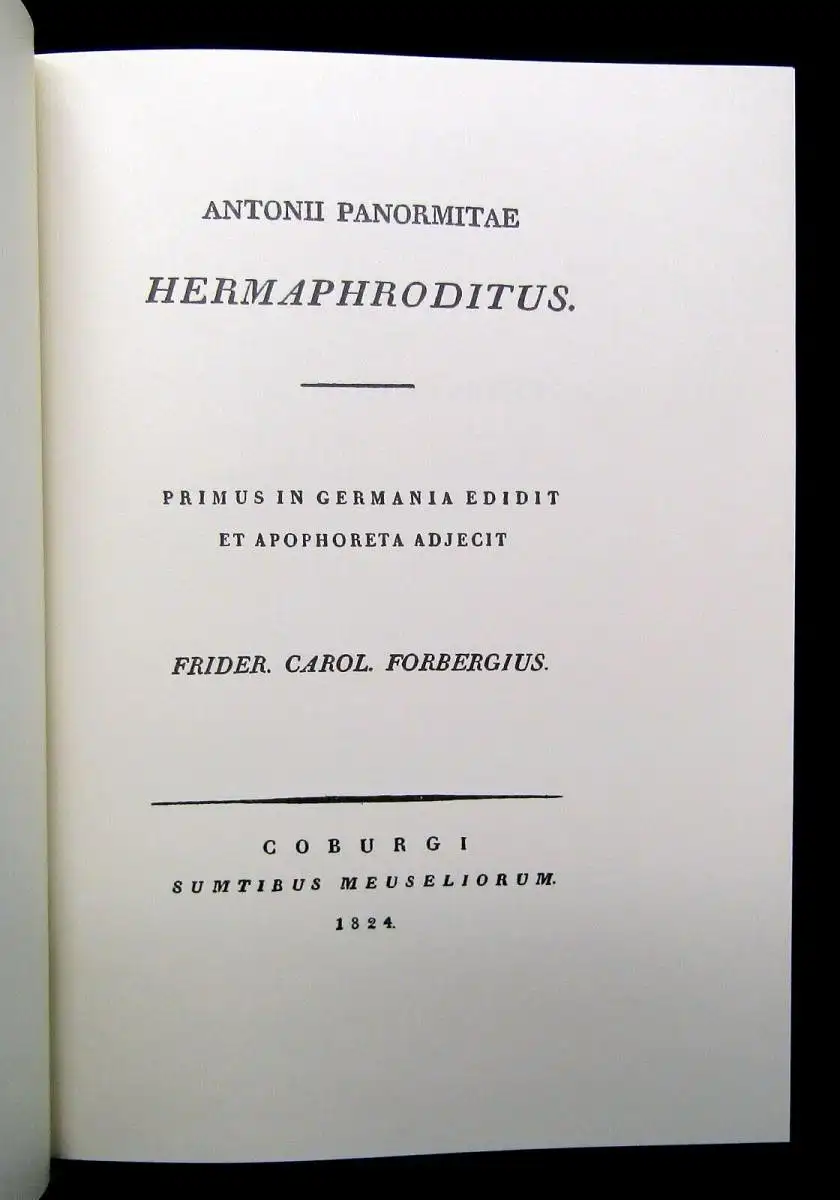 ANTONII PANORMITAE
HERMAPHRODITUS.
PRIMUS IN GERMANIA EDIDIT
ET APOPHORETA ADJECIT
FRIDER. CAROL. FORBERGIUS.
COBURGI
SUMTIBUS MEUSELIORUM.
1824.